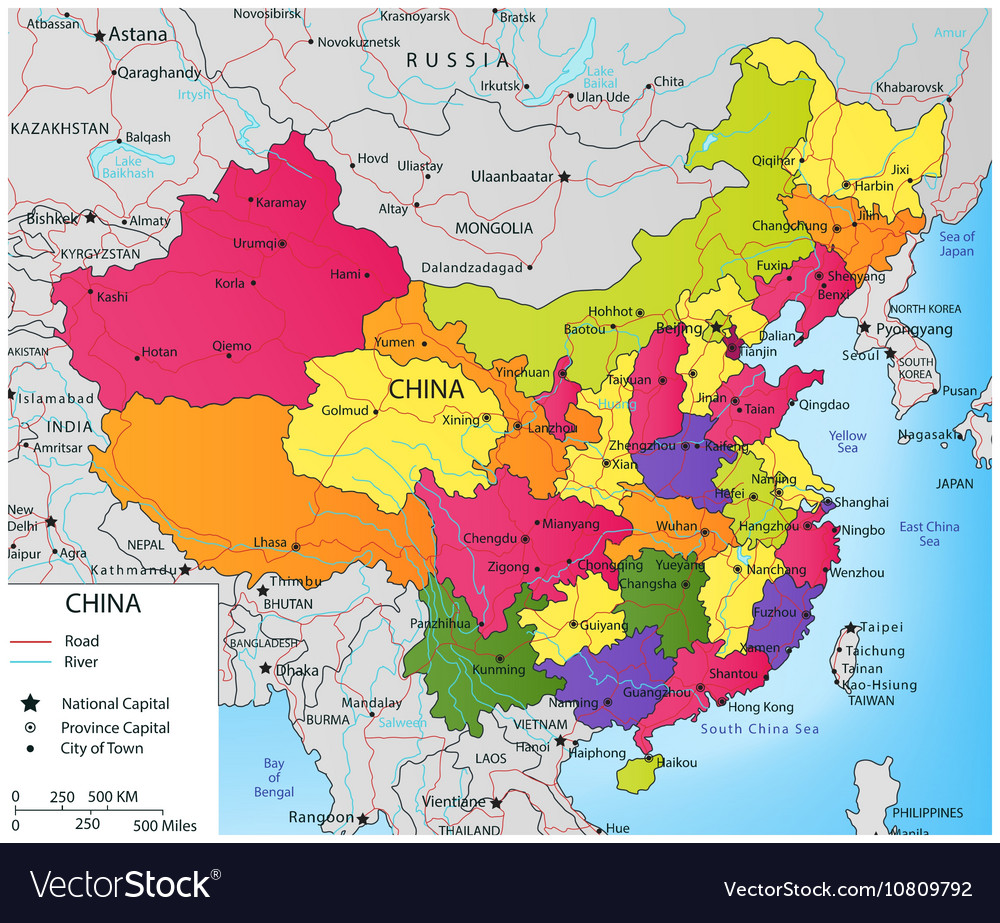 Novosibirsk
Krasnoyarsk
Bratsk
Atbassan
Astana
Novokuznetsk
RUSSIA
Amur
Qaraghandy
Irtysh
Irkutsk
Lake
Baikal
Ulan Ude
Chita
Khabarovsk
KAZAKHSTAN
Balqash
Lake
Baikhash
Hovd
Uliastay
Ulaanbaatar
Qiqihar
Jixi
Harbin
Bishkek
Almaty
Karamay
Altay
MONGOLIA
Jilin
Changchung
KYRGYZSTAN
Urumqi
Sea of
Japan
Dalandzadagad
Fuxin
Shenyang
Benxi
Kashi
Korla
Hami
Hohhot
Baotou
Beijing
NORTH KOREA
Pyongyang
Dalian
Tianjin
Seoul
SOUTH
KOREA
AKISTAN
Hotan
Qiemo
Yumen
Yinchuan
Taiyuan
Pusan
Islamabad
CHINA
Golmud
Xining
Lanzhou
Huang
Jinan
Taian
Qingdao
INDIA
Amritsar
Zhengzhou
Kaifeng
Yellow
Sea
Nagasakh
Xian
JAPAN
Nanjing
Hefei
Shanghai
New
Delhi
Jaipur
Agra
NEPAL
Kathmandu
Lhasa
Mianyang
Chengdu
Wuhan
Hangzhou
Ningbo
East China
Sea
Zigong
Chongqing
Yueyang
Changsha
Nanchang
Wenzhou
Thimbu
BHUTAN
Panzhihua
Guiyang
Fuzhou
Taipei
BANGLADESH
Dhaka
Kunming
Xamen
Taichung
Tainan
Kao-Hsiung
TAIWAN
Shantou
Guangzhou
Nanning
Hong Kong
Mandalay
BURMA
Salween
VIETNAM
Hanoi
Haiphong
South China Sea
LAOS
Haikou
Bay
of
Bengal
Vientiane
Rangoon
THAILAND
Hue
PHILIPPINES
Manila
CHINA
Road
River
National Capital
Province Capital
City of Town
0 250 500 KM
0 250 500 Miles
VectorStock®
VectorStock.com/10809792